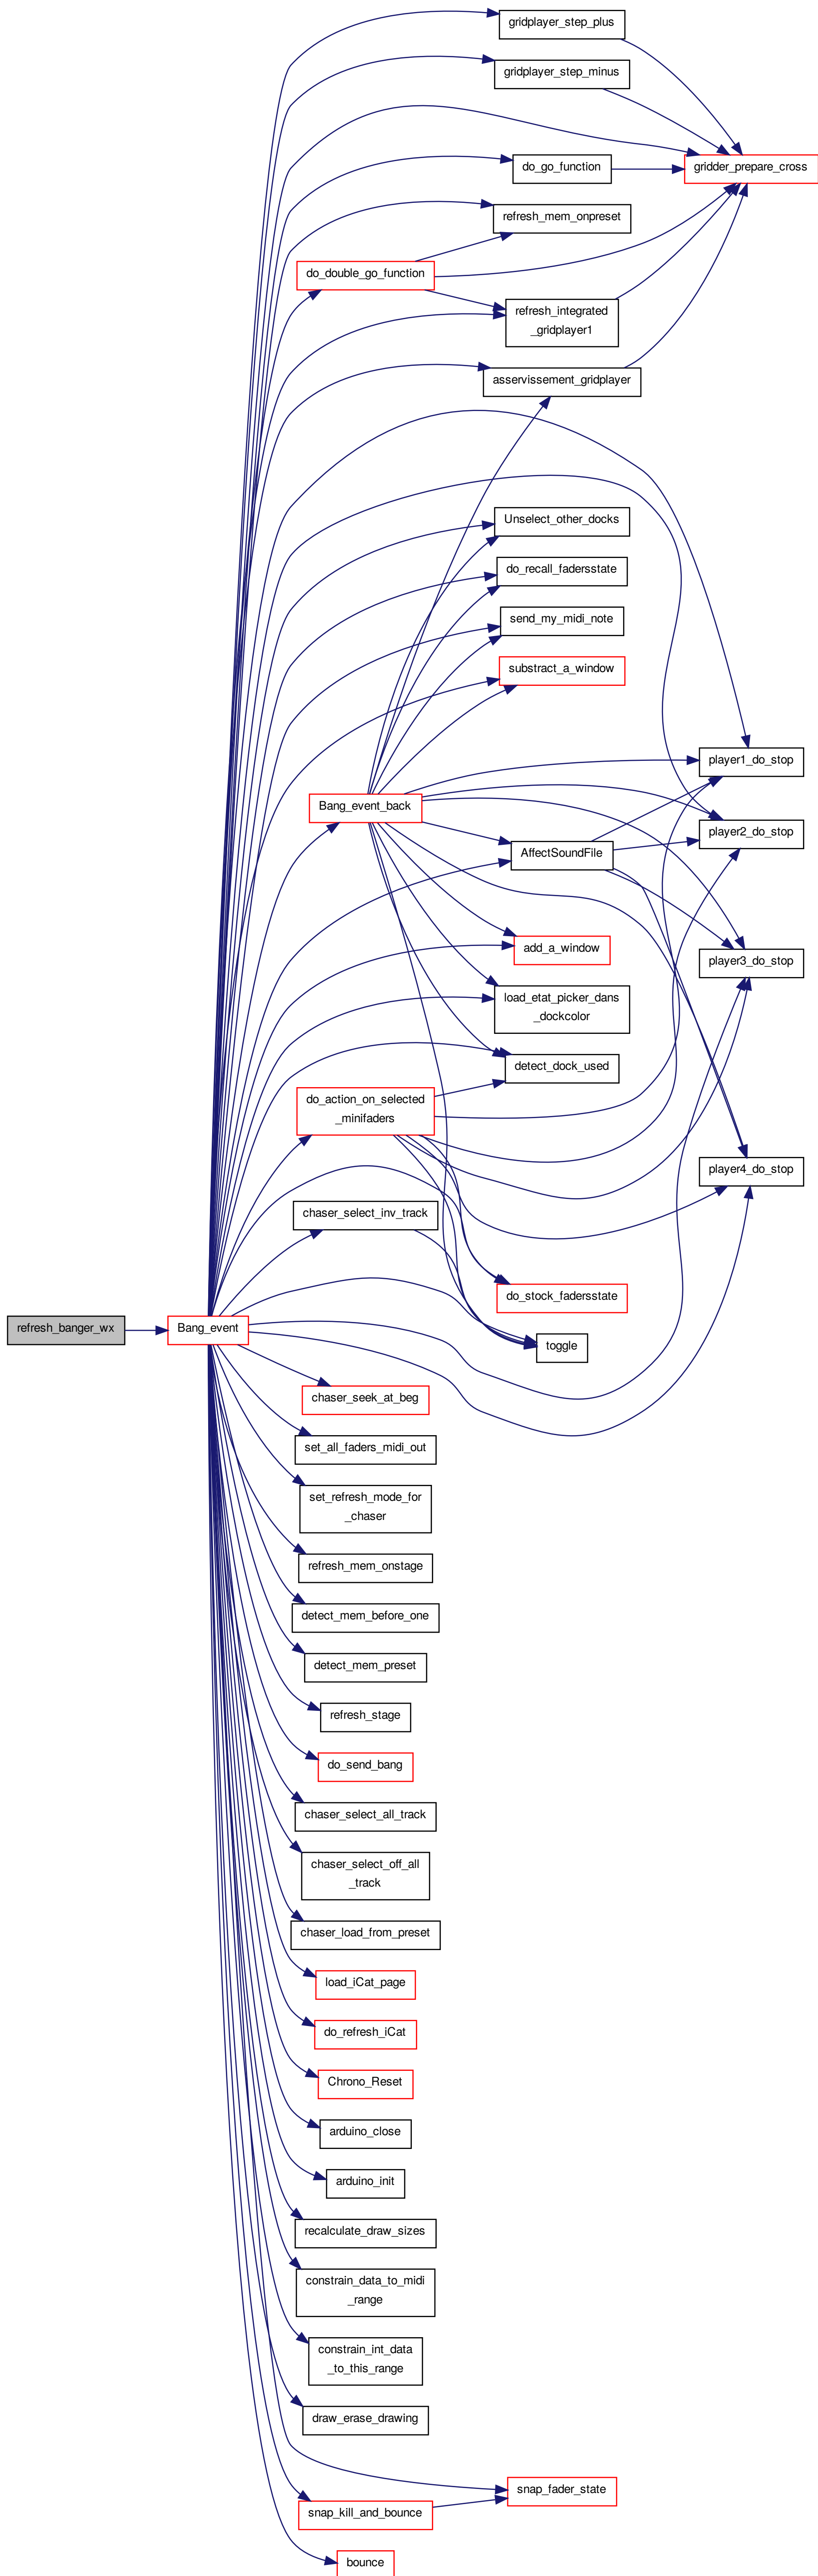 gridplayer_step_plus
gridplayer_step_minus
do_go_function
gridder_prepare_cross
refresh_mem_onpreset
do_double_go_function
refresh_integrated
_gridplayer1
asservissement_gridplayer
Unselect_other_docks
do_recall_fadersstate
send_my_midi_note
substract_a_window
player1_do_stop
Bang_event_back
player2_do_stop
AffectSoundFile
add_a_window
player3_do_stop
load_etat_picker_dans
_dockcolor
detect_dock_used
do_action_on_selected
_minifaders
player4_do_stop
chaser_select_inv_track
do_stock_fadersstate
refresh_banger_wx
Bang_event
toggle
chaser_seek_at_beg
set_all_faders_midi_out
set_refresh_mode_for
_chaser
refresh_mem_onstage
detect_mem_before_one
detect_mem_preset
refresh_stage
do_send_bang
chaser_select_all_track
chaser_select_off_all
_track
chaser_load_from_preset
load_iCat_page
do_refresh_iCat
Chrono_Reset
arduino_close
arduino_init
recalculate_draw_sizes
constrain_data_to_midi
_range
constrain_int_data
_to_this_range
draw_erase_drawing
snap_fader_state
snap_kill_and_bounce
bounce